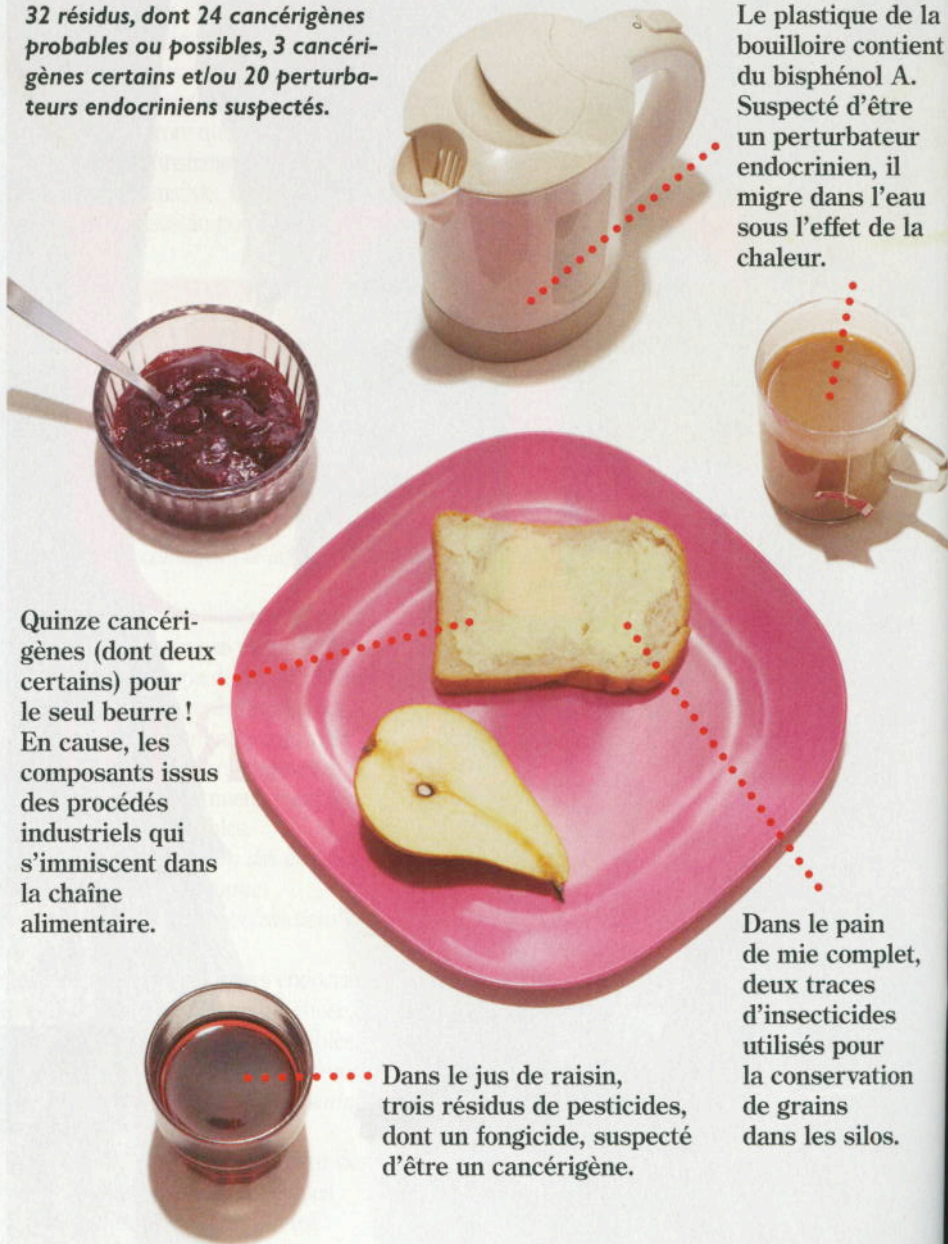 32 résidus, dont 24 cancérigènes
probables ou possibles, 3 cancéri-
gènes certains et/ou 20 perturba-
teurs endocriniens suspectés.
Le plastique de la
bouilloire contient
du bisphénol A.
Suspecté d'être
un perturbateur
endocrinien, il
migre dans l'eau
sous l'effet de la
chaleur.
Quinze cancéri-
gènes (dont deux
certains) pour
le seul beurre !
En cause, les
composants issus
des procédés
industriels qui
s'immiscent dans
la chaîne
alimentaire.
Dans le pain
de mie complet,
deux traces
d'insecticides
utilisés pour
la conservation
de grains
dans les silos.
Dans le jus de raisin,
trois résidus de pesticides,
dont un fongicide, suspecté
d'être un cancérigène.